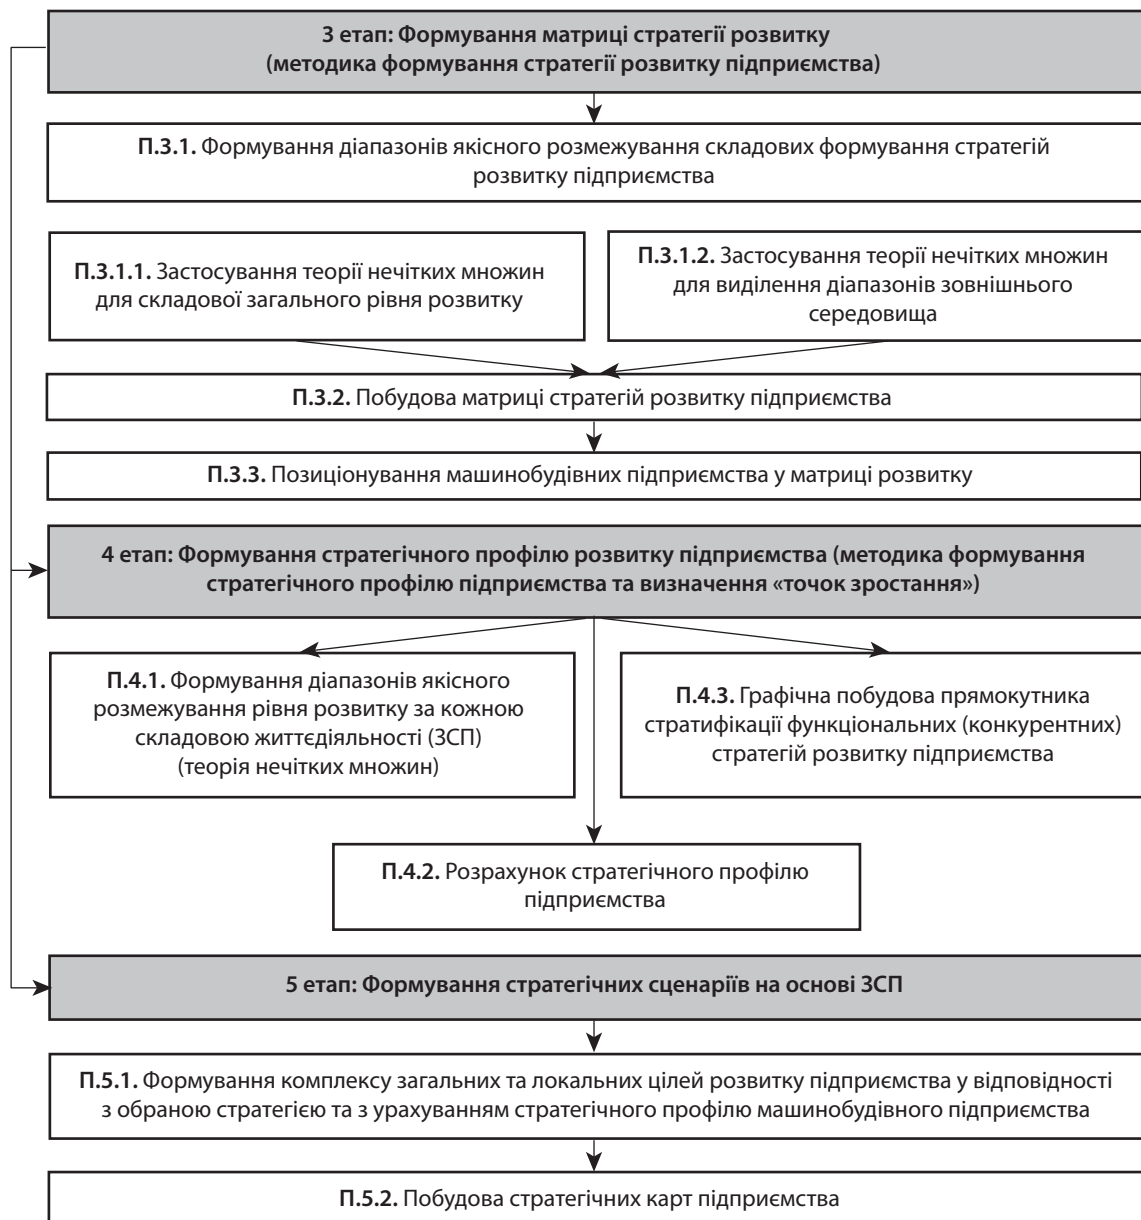 3 етап: Формування матриці стратегії розвитку
(методика формування стратегії розвитку підприємства)
П.3.1. Формування діапазонів якісного розмежування складових формування стратегій
розвитку підприємства
П.3.1.1. Застосування теорії нечітких множин
для складової загального рівня розвитку
П.3.1.2. Застосування теорії нечітких множин
для виділення діапазонів зовнішнього
середовища
П.3.2. Побудова матриці стратегій розвитку підприємства
П.3.3. Позиціонування машинобудівних підприємства у матриці розвитку
4 етап: Формування стратегічного профілю розвитку підприємства (методика формування
стратегічного профілю підприємства та визначення «точок зростання»)
П.4.1. Формування діапазонів якісного
розмежування рівня розвитку за кожною
складовою життєдіяльності (ЗСП)
(теорія нечітких множин)
П.4.3. Графічна побудова прямокутника
стратифікації функціональних (конкурентних)
стратегій розвитку підприємства
П.4.2. Розрахунок стратегічного профілю
підприємства
5 етап: Формування стратегічних сценаріїв на основі ЗСП
П.5.1. Формування комплексу загальних та локальних цілей розвитку підприємства у відповідності
з обраною стратегією та з урахуванням стратегічного профілю машинобудівного підприємства
П.5.2. Побудова стратегічних карт підприємства